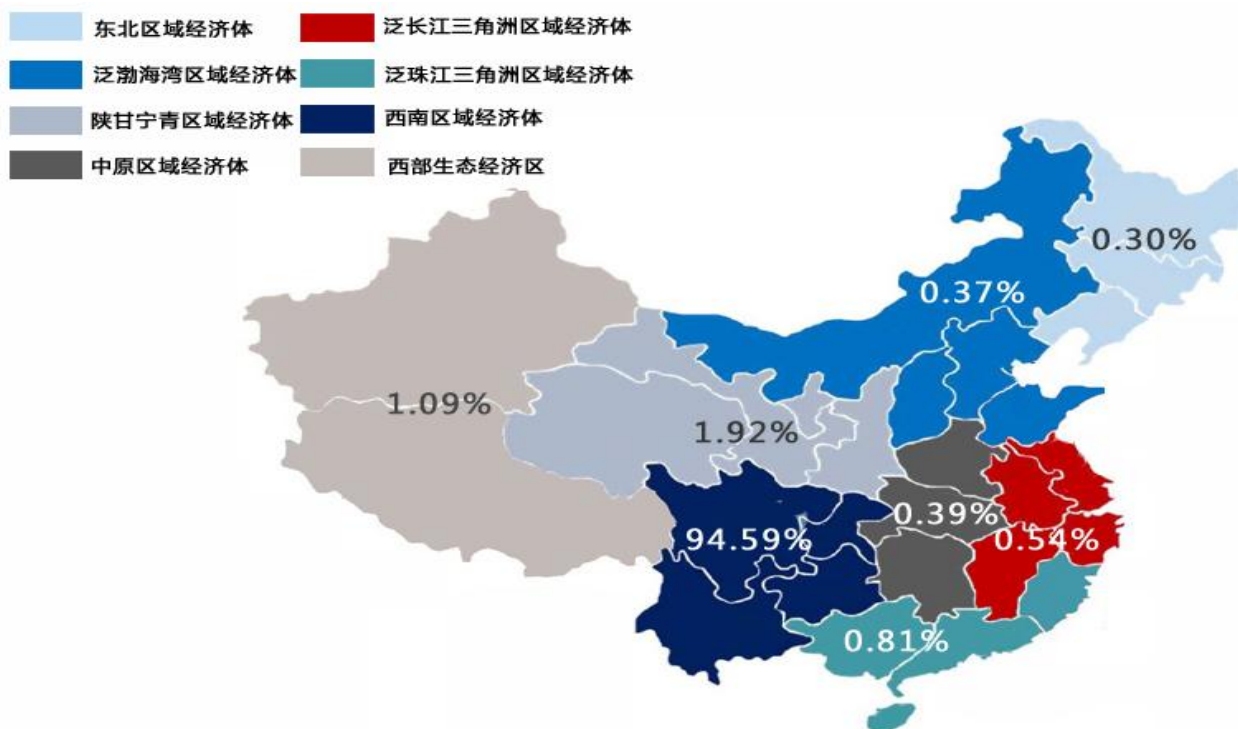 东北区域经济体
泛长江三角洲区域经济体
泛渤海湾区域经济体
泛珠江三角洲区域经济体
陕甘宁青区域经济体
西南区域经济体
中原区域经济体
西部生态经济区
0.30%
0.37%
1.09%
1.92%
0.39%
94.59%
0.54%
0.81%